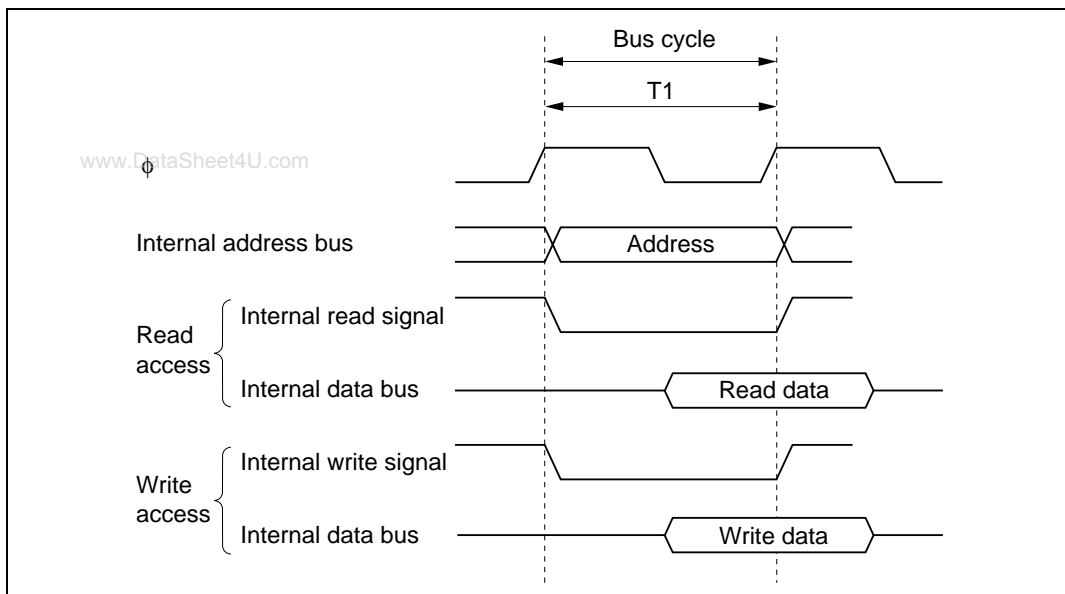 Bus cycle
T1
www.DataSheet4U.com
ϕ
Internal address bus
Address
Read
access
Internal read signal
Internal data bus
Read data
Write
access
Internal write signal
Internal data bus
Write data